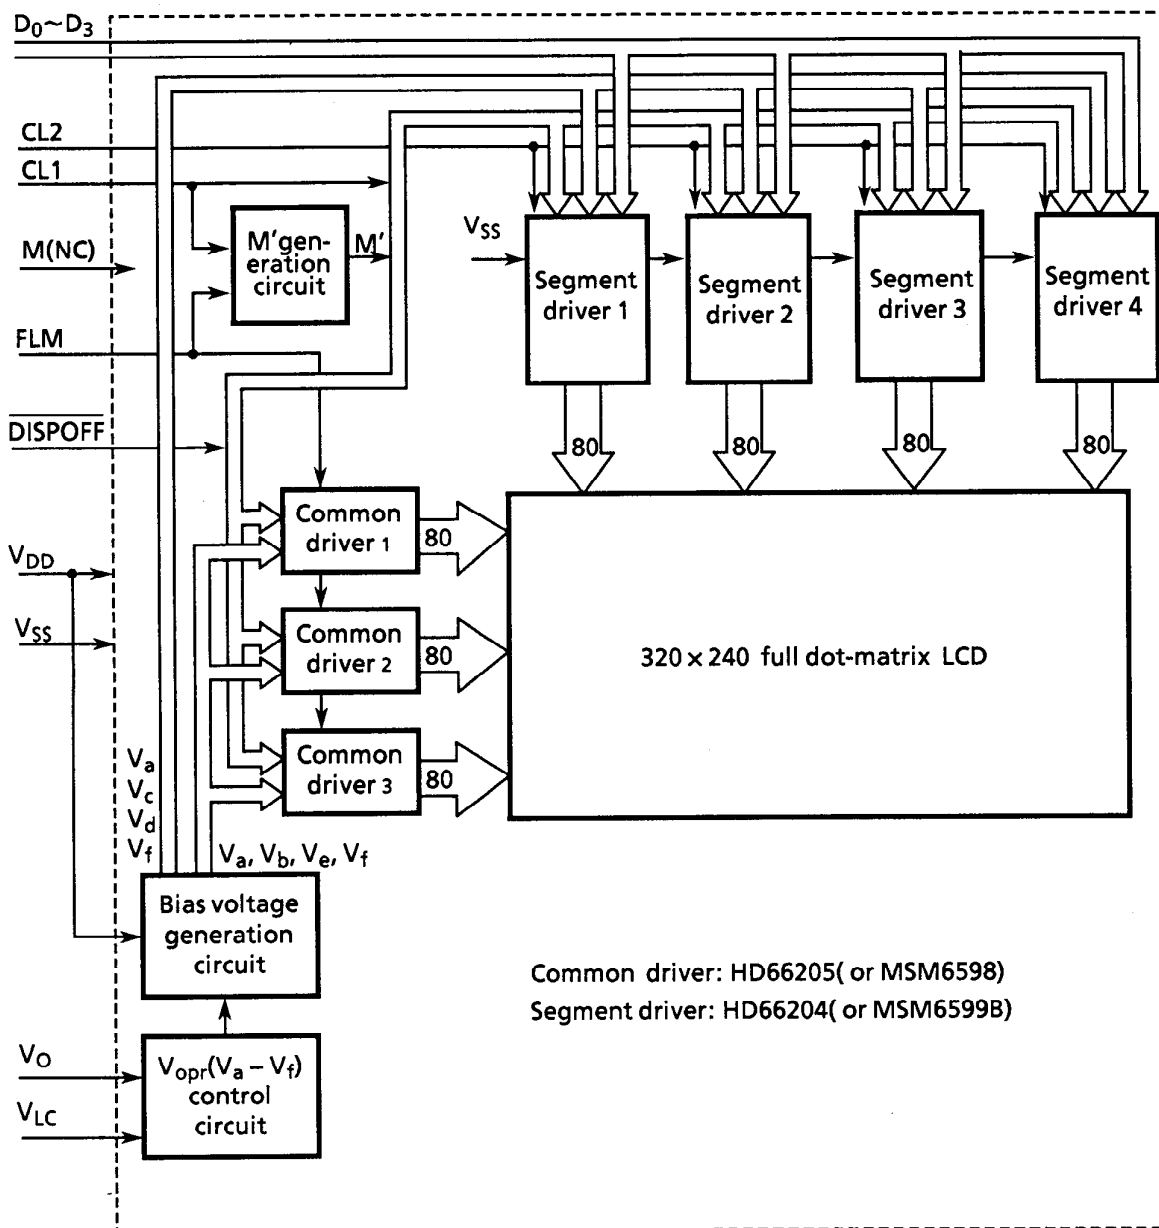 D0~D3
CL2
CL1
M(NC)
FLM
DISPOFF
VDD
VSS
VO
VLC
M'gen-
eration
circuit
M'
VSS
Segment
driver 1
Segment
driver 2
Segment
driver 3
Segment
driver 4
80
80
80
80
Common
driver 1
80
Common
driver 2
80
Common
driver 3
80
320 × 240 full dot-matrix LCD
Va
Vc
Vd
Vf
Va, Vb, Ve, Vf
Bias voltage
generation
circuit
Vopr(Va – Vf)
control
circuit
Common driver: HD66205( or MSM6598)
Segment driver: HD66204( or MSM6599B)